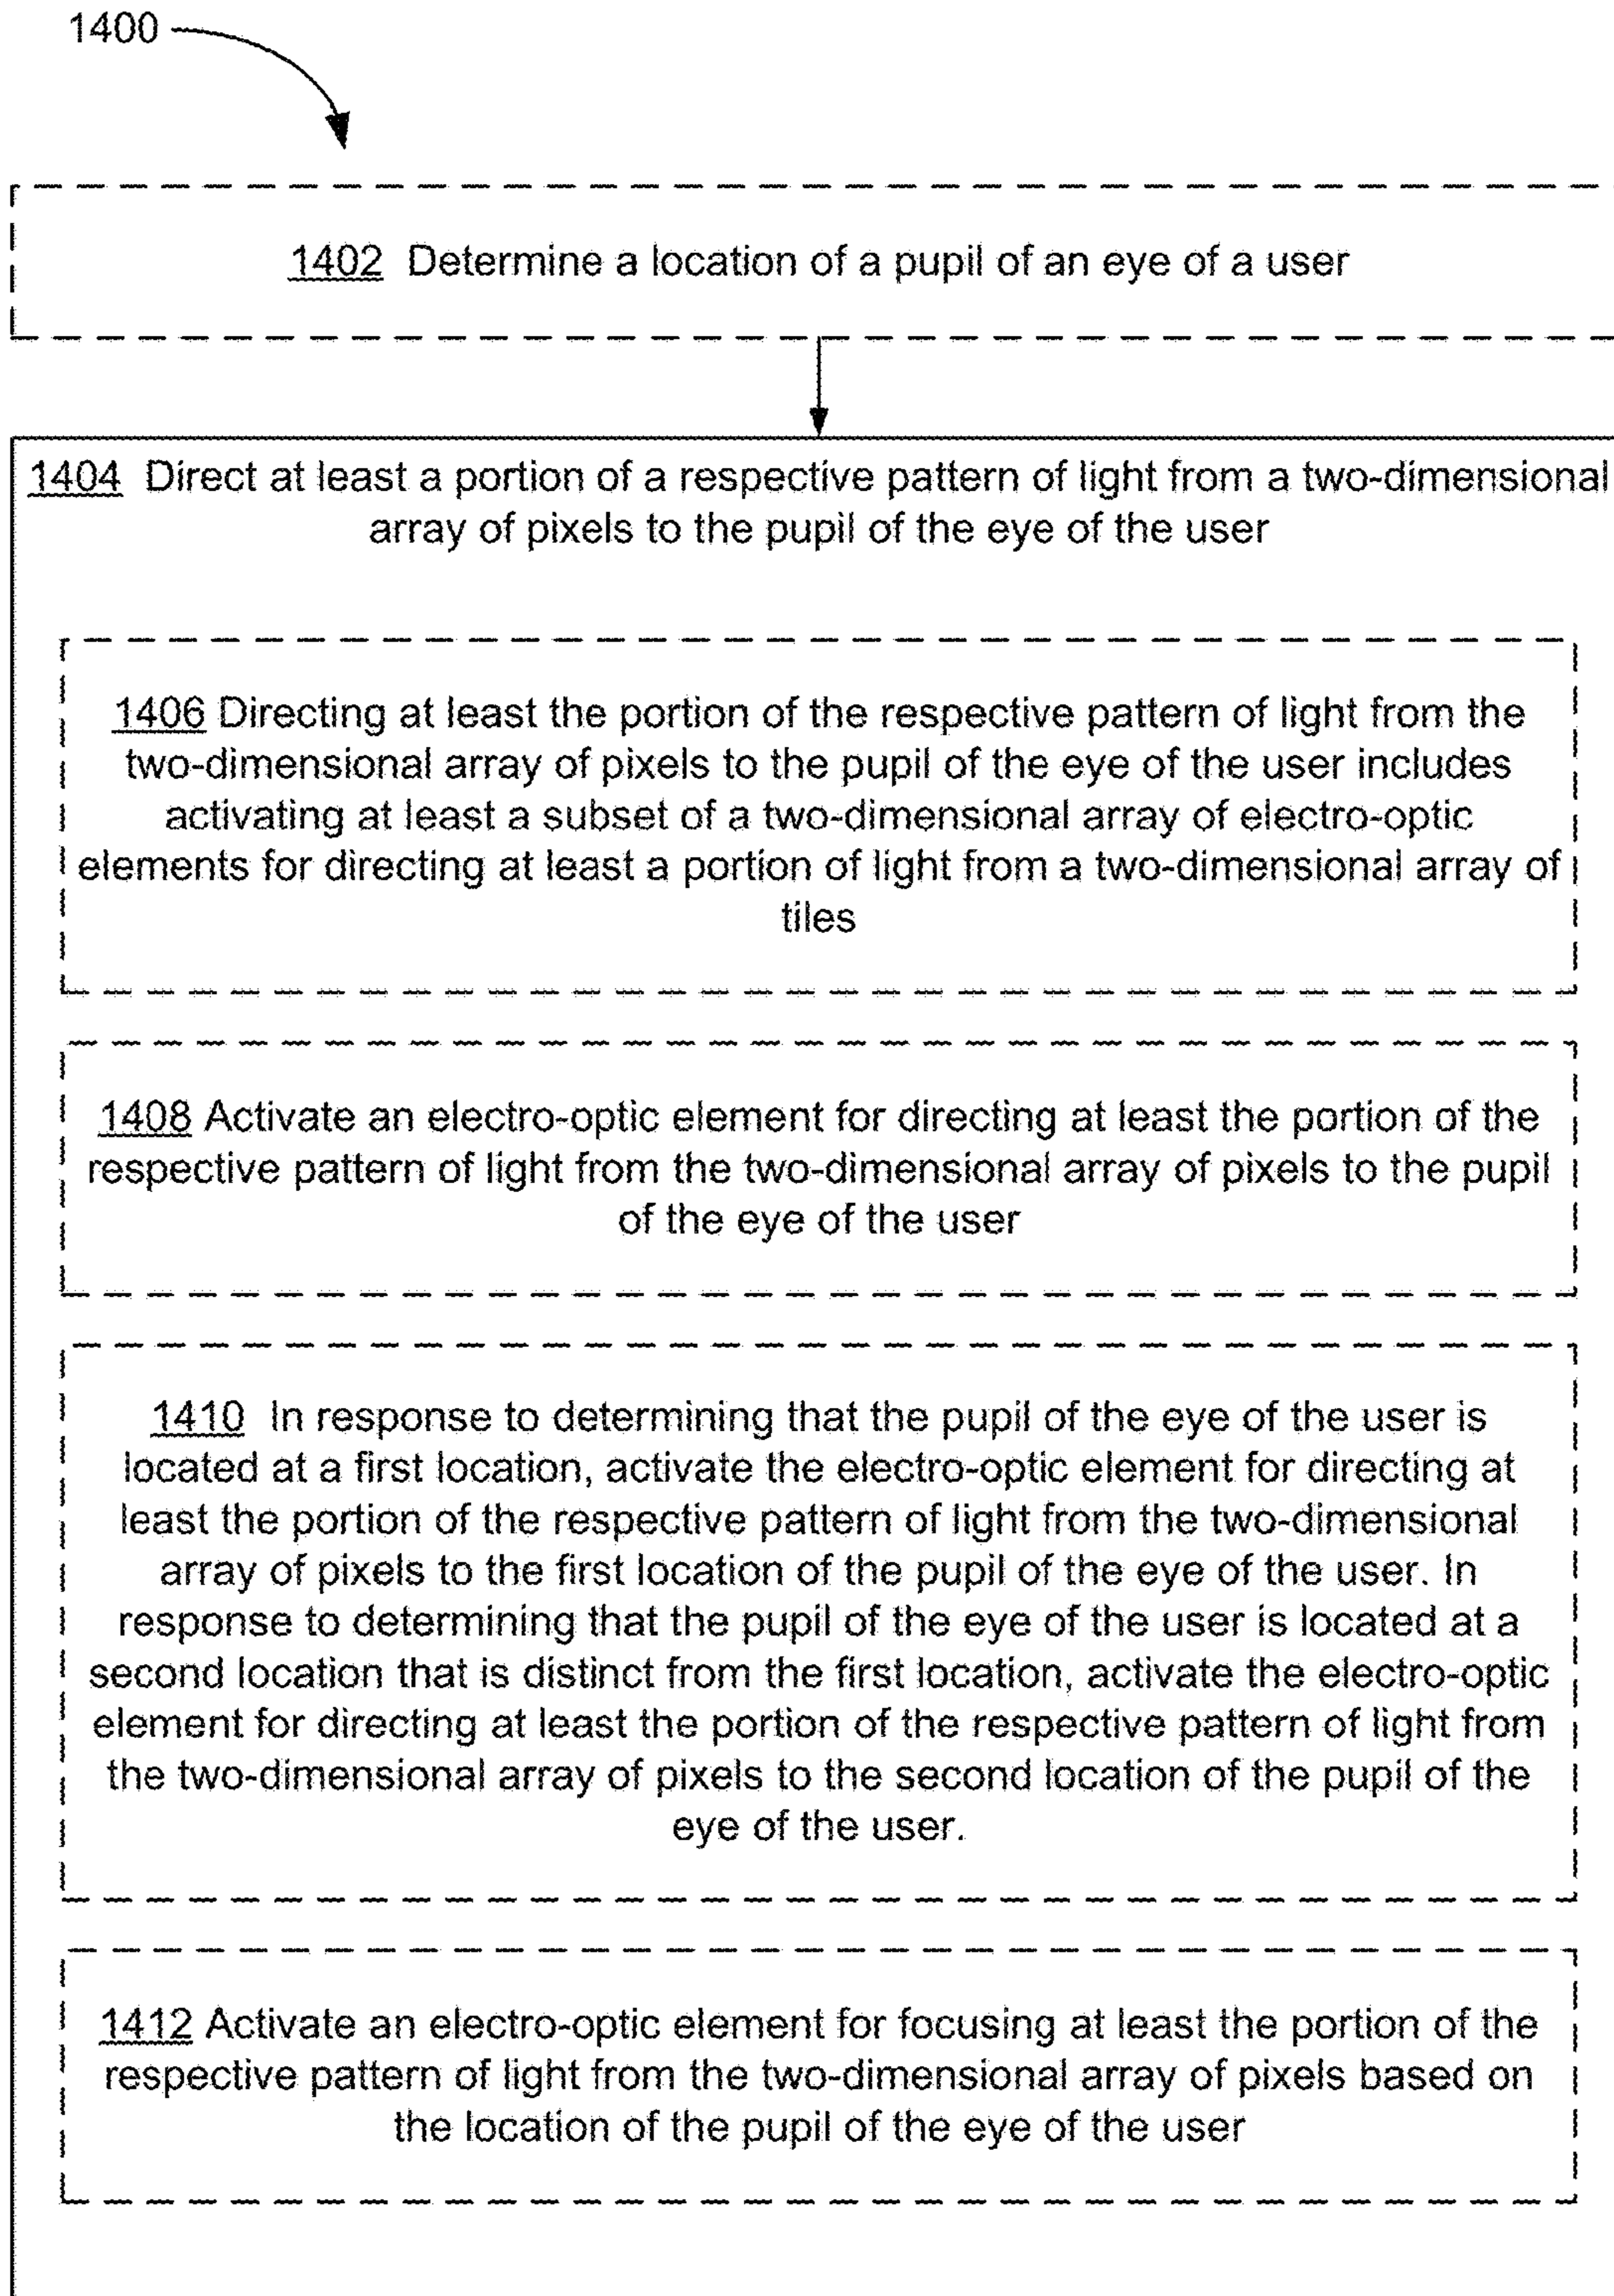 1400
1402 Determine a location of a pupil of an eye of a user
1404 Direct at least a portion of a respective pattern of light from a two-dimensional
array of pixels to the pupil of the eye of the user
1406 Directing at least the portion of the respective pattern of light from the
two-dimensional array of pixels to the pupil of the eye of the user includes
activating at least a subset of a two-dimensional array of electro-optic
elements for directing at least a portion of light from a two-dimensional array of
tiles
1408 Activate an electro-optic element for directing at least the portion of the
respective pattern of light from the two-dimensional array of pixels to the pupil
of the eye of the user
1410 In response to determining that the pupil of the eye of the user is
located at a first location, activate the electro-optic element for directing at
least the portion of the respective pattern of light from the two-dimensional
array of pixels to the first location of the pupil of the eye of the user. In
response to determining that the pupil of the eye of the user is located at a
second location that is distinct from the first location, activate the electro-optic
element for directing at least the portion of the respective pattern of light from
the two-dimensional array of pixels to the second location of the pupil of the
eye of the user.
1412 Activate an electro-optic element for focusing at least the portion of the
respective pattern of light from the two-dimensional array of pixels based on
the location of the pupil of the eye of the user